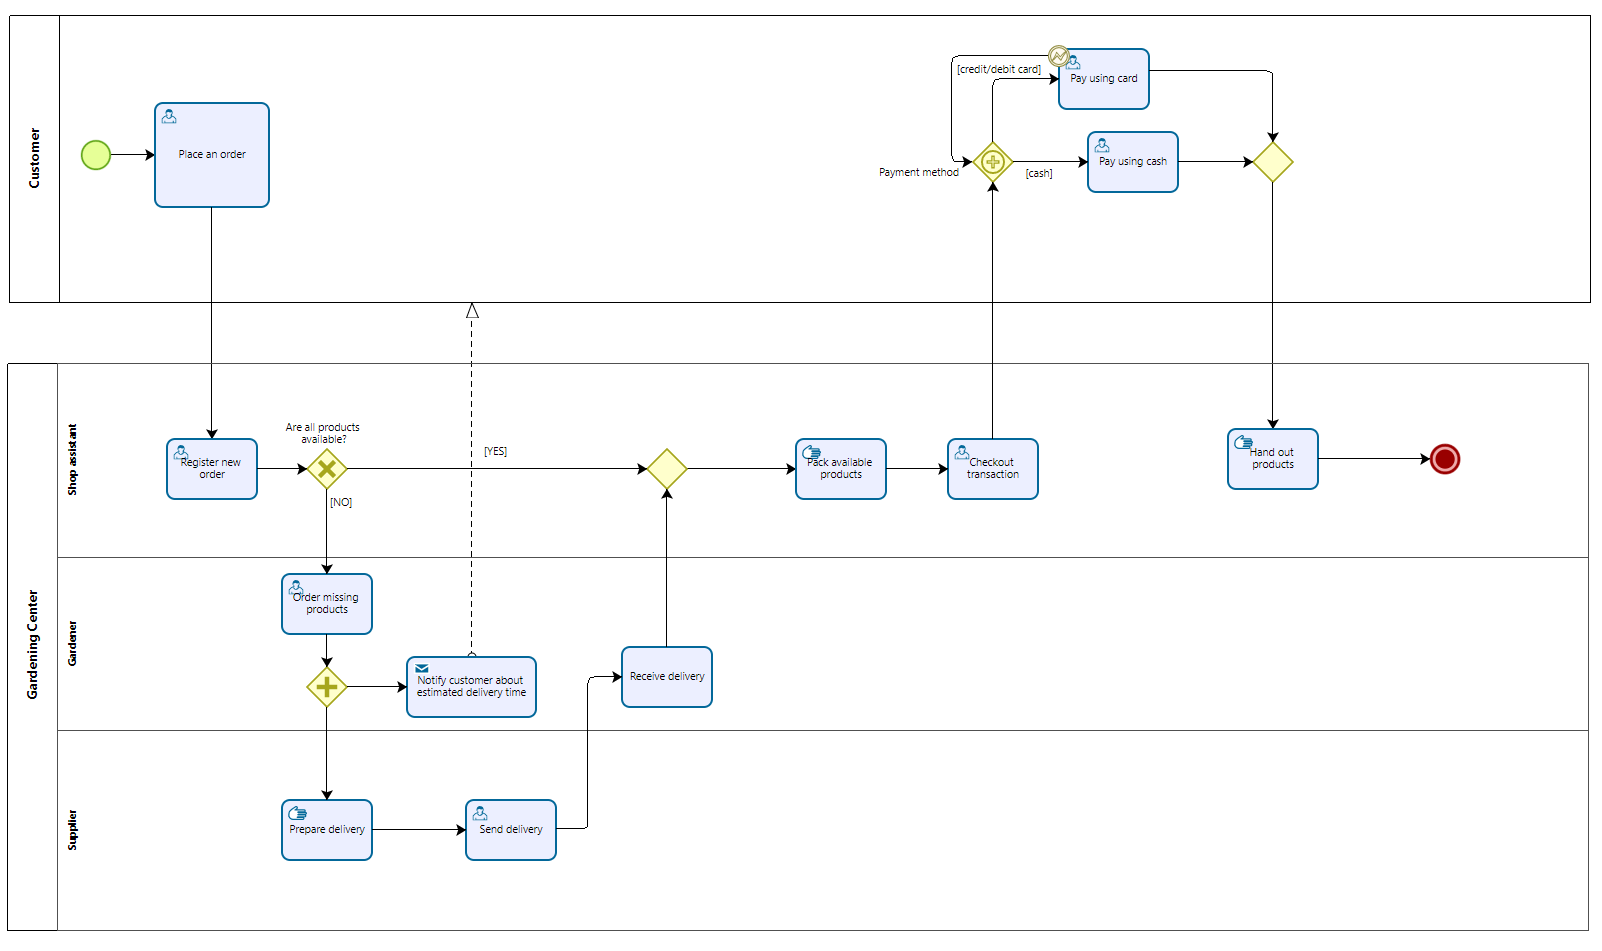 Customer
Place an order
[credit/debit card]
Pay using card
Payment method
[cash]
Pay using cash
Gardening Center
Shop assistant
Register new
order
Are all products
available?
[YES]
[NO]
Pack available
products
Checkout
transaction
Hand out
products
Gardener
Order missing
products
Notify customer about
estimated delivery time
Receive delivery
Supplier
Prepare delivery
Send delivery